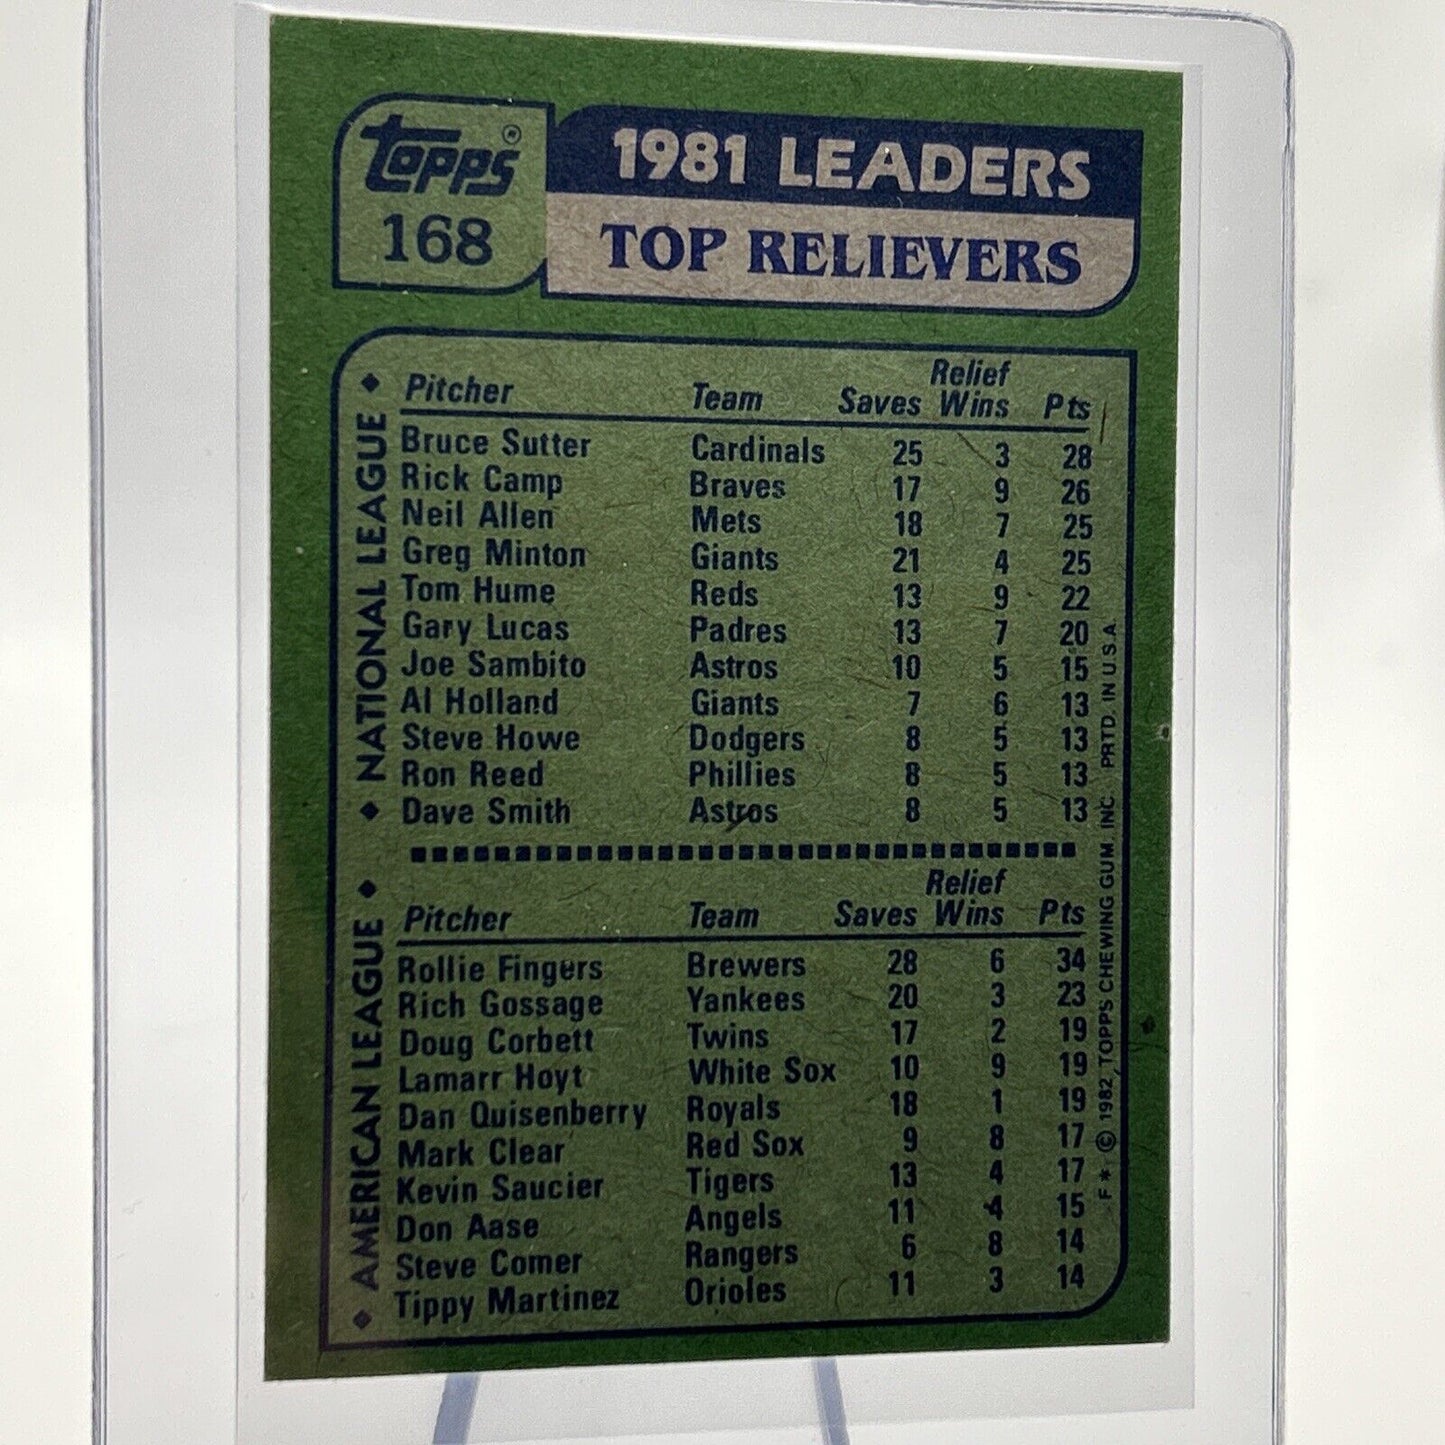 Topps®
168
1981 LEADERS
TOP RELIEVERS
◆ NATIONAL LEAGUE ◆
Pitcher Team Saves Relief Wins Pts
Bruce Sutter Cardinals 25 3 28
Rick Camp Braves 17 9 26
Neil Allen Mets 18 7 25
Greg Minton Giants 21 4 25
Tom Hume Reds 13 9 22
Gary Lucas Padres 13 7 20
Joe Sambito Astros 10 5 15
Al Holland Giants 7 6 13
Steve Howe Dodgers 8 5 13
Ron Reed Phillies 8 5 13
Dave Smith Astros 8 5 13
◆ AMERICAN LEAGUE ◆
Pitcher Team Saves Relief Wins Pts
Rollie Fingers Brewers 28 6 34
Rich Gossage Yankees 20 3 23
Doug Corbett Twins 17 2 19
Lamarr Hoyt White Sox 10 9 19
Dan Quisenberry Royals 18 1 19
Mark Clear Red Sox 9 8 17
Kevin Saucier Tigers 13 4 17
Don Aase Angels 11 4 15
Steve Comer Rangers 6 8 14
Tippy Martinez Orioles 11 3 14
F* © 1982, TOPPS CHEWING GUM, INC. PRTD. IN U.S.A.